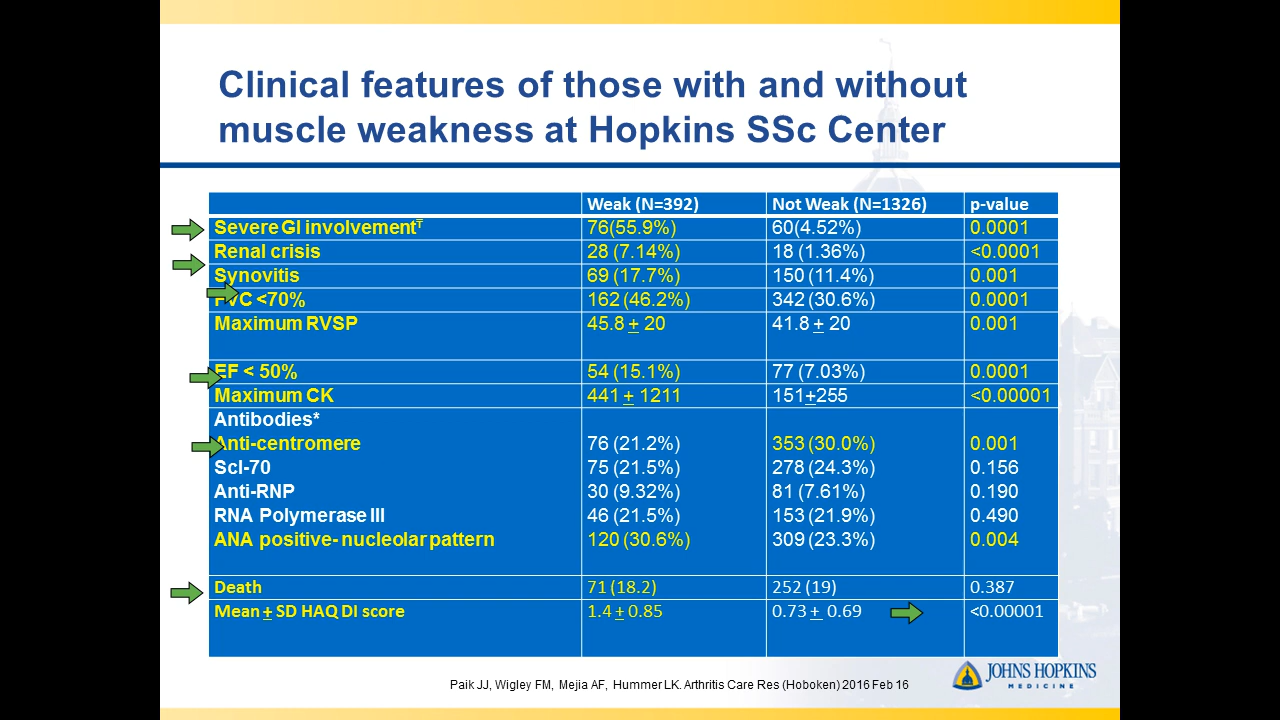 Clinical features of those with and without
muscle weakness at Hopkins SSc Center
Weak (N=392) Not Weak (N=1326) p-value
Severe GI involvement₸ 76(55.9%) 60(4.52%) 0.0001
Renal crisis 28 (7.14%) 18 (1.36%) <0.0001
Synovitis 69 (17.7%) 150 (11.4%) 0.001
FVC <70% 162 (46.2%) 342 (30.6%) 0.0001
Maximum RVSP 45.8 + 20 41.8 + 20 0.001
EF < 50% 54 (15.1%) 77 (7.03%) 0.0001
Maximum CK 441 + 1211 151+255 <0.00001
Antibodies*
Anti-centromere 76 (21.2%) 353 (30.0%) 0.001
Scl-70 75 (21.5%) 278 (24.3%) 0.156
Anti-RNP 30 (9.32%) 81 (7.61%) 0.190
RNA Polymerase III 46 (21.5%) 153 (21.9%) 0.490
ANA positive- nucleolar pattern 120 (30.6%) 309 (23.3%) 0.004
Death 71 (18.2) 252 (19) 0.387
Mean + SD HAQ DI score 1.4 + 0.85 0.73 + 0.69 <0.00001
Paik JJ, Wigley FM, Mejia AF, Hummer LK. Arthritis Care Res (Hoboken) 2016 Feb 16
JOHNS HOPKINS
MEDICINE